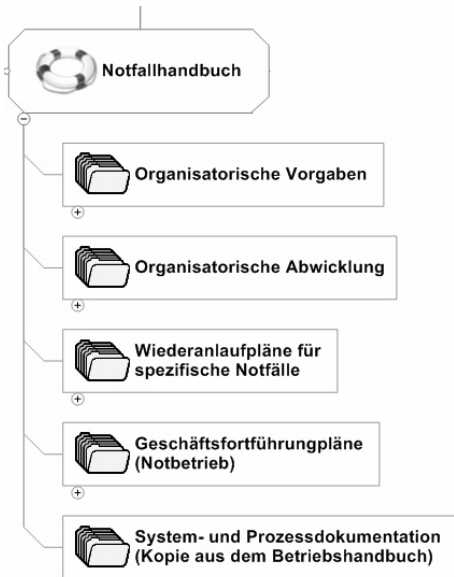 Notfallhandbuch
Organisatorische Vorgaben
Organisatorische Abwicklung
Wiederanlaufpläne für
spezifische Notfälle
Geschäftsfortführungpläne
(Notbetrieb)
System- und Prozessdokumentation
(Kopie aus dem Betriebshandbuch)